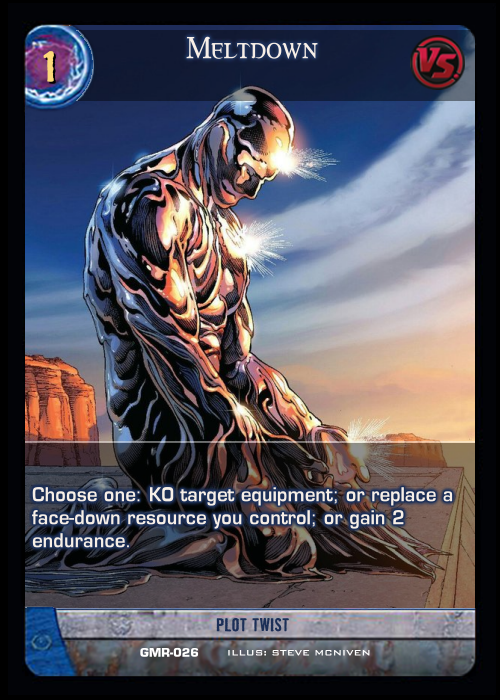 Meltdown
1
VS.
Choose one: KO target equipment; or replace a
face-down resource you control; or gain 2
endurance.
PLOT TWIST
GMR-026 ILLUS: STEVE MCNIVEN